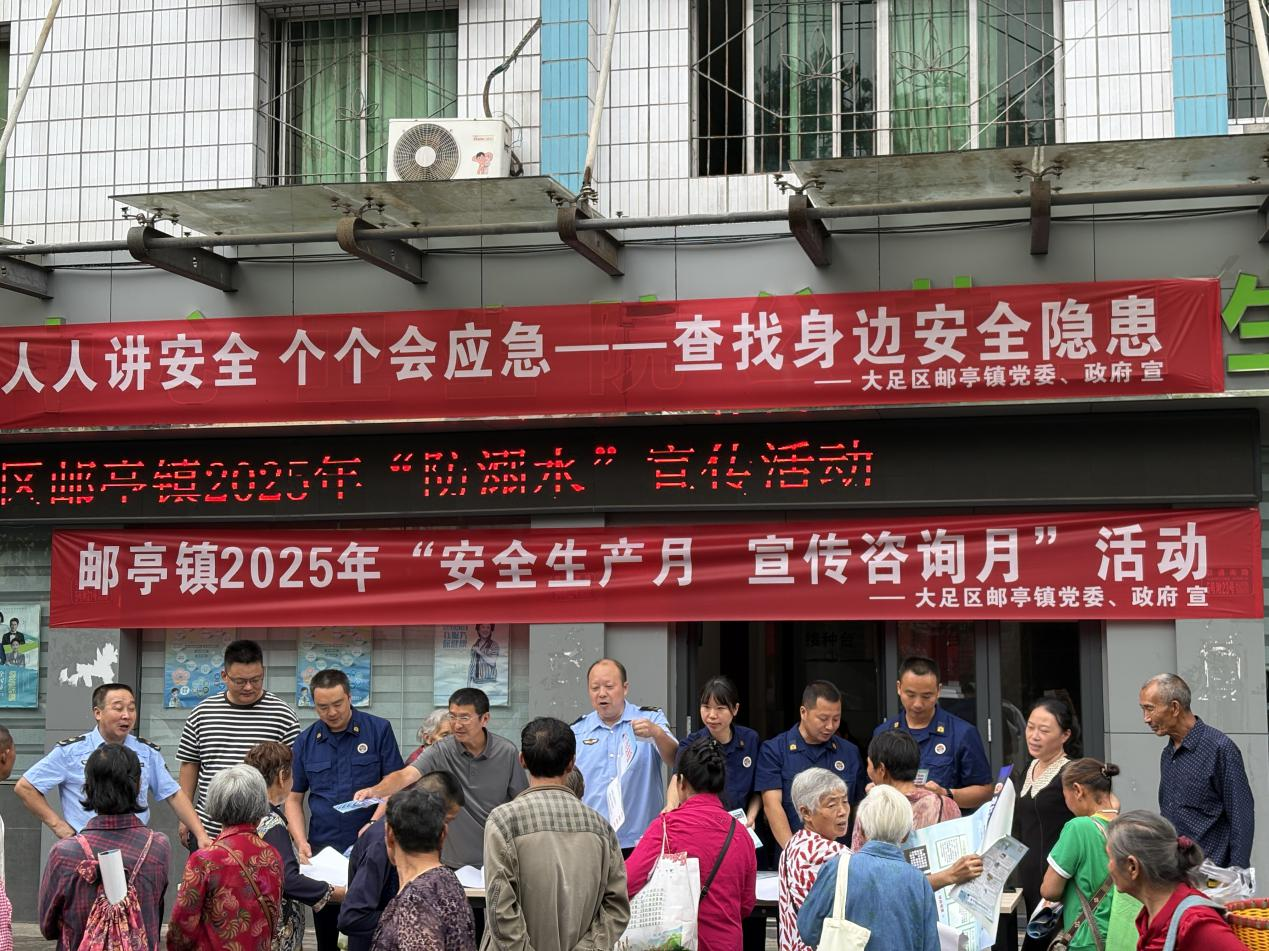 人人讲安全 个个会应急——查找身边安全隐患
—— 大足区邮亭镇党委、政府 宣
区邮亭镇2025年“防溺水”宣传活动
邮亭镇2025年“安全生产月 宣传咨询月”活动
—— 大足区邮亭镇党委、政府 宣
接种台